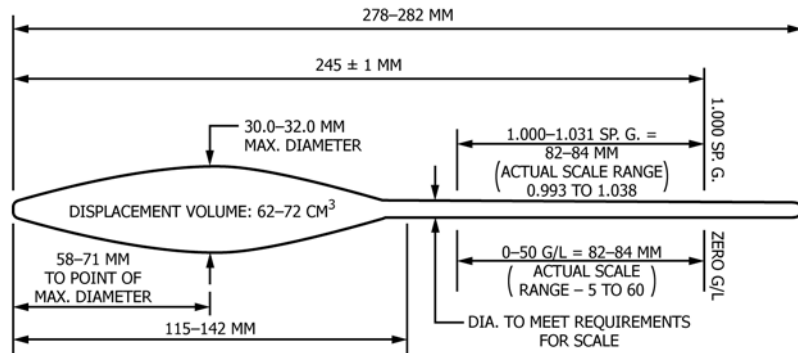 278–282 MM
245 ± 1 MM
30.0–32.0 MM
MAX. DIAMETER
1.000–1.031 SP. G. =
82–84 MM
(ACTUAL SCALE RANGE)
0.993 TO 1.038
1.000 SP. G.
DISPLACEMENT VOLUME: 62–72 CM³
58–71 MM
TO POINT OF
MAX. DIAMETER
0–50 G/L = 82–84 MM
(ACTUAL SCALE
RANGE – 5 TO 60)
ZERO G/L
115–142 MM
DIA. TO MEET REQUIREMENTS
FOR SCALE